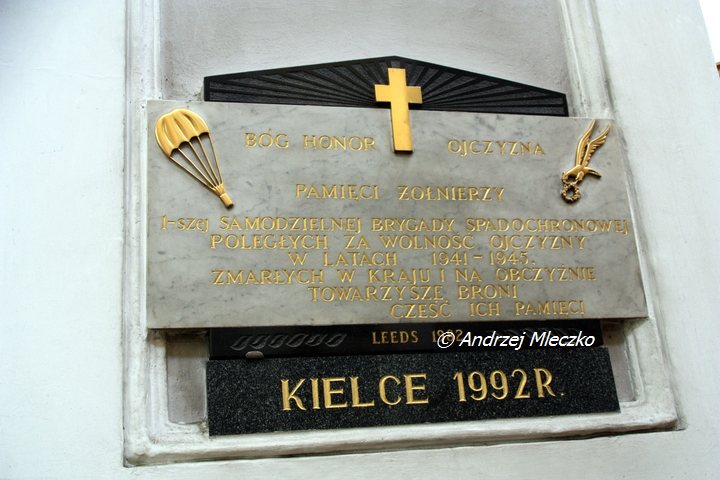 BÓG HONOR OJCZYZNA
PAMIĘCI ŻOŁNIERZY
1-szej SAMODZIELNEJ BRYGADY SPADOCHRONOWEJ
POLEGŁYCH ZA WOLNOŚĆ OJCZYZNY
W LATACH 1941-1945.
ZMARŁYCH W KRAJU I NA OBCZYŹNIE
TOWARZYSZE BRONI
CZEŚĆ ICH PAMIĘCI
LEEDS
© Andrzej Mleczko
KIELCE 1992R.